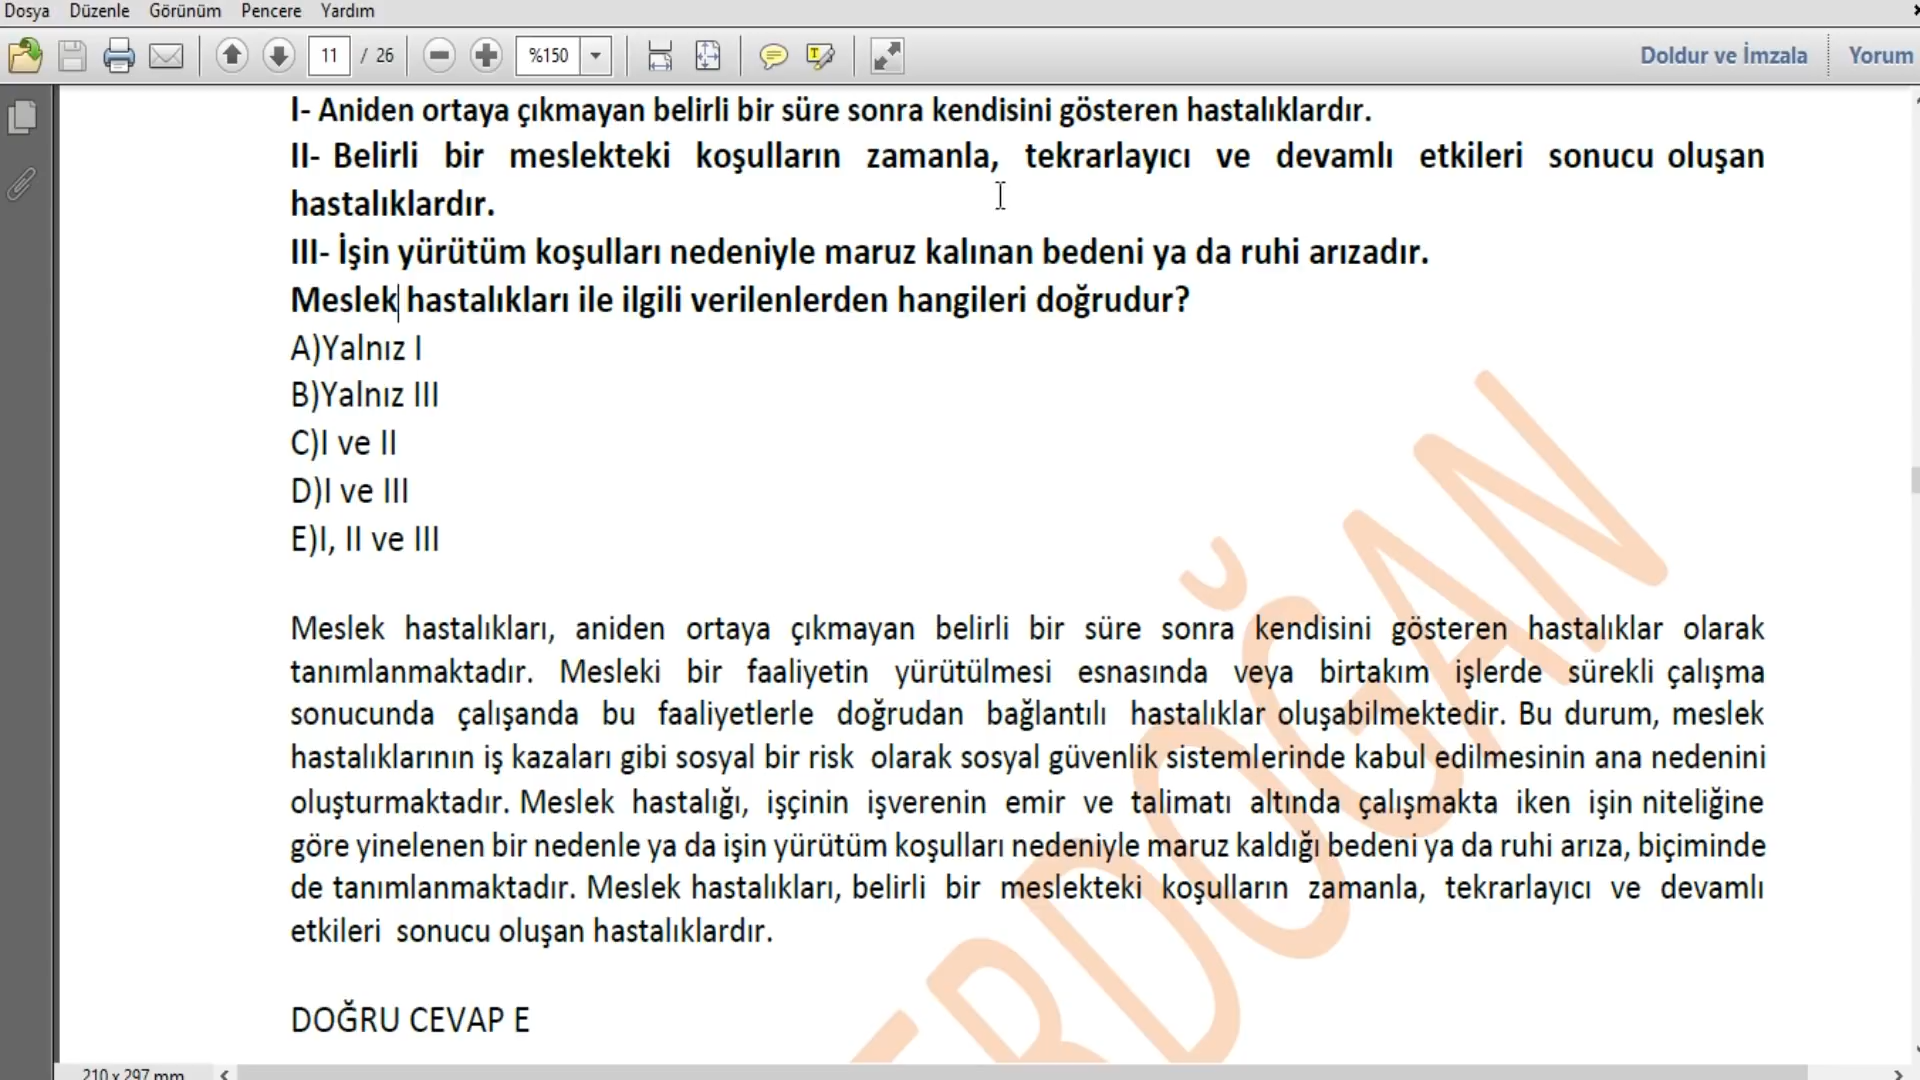 Dosya Düzenle Görünüm Pencere Yardım
11 / 26 %150 Doldur ve İmzala Yorum
I- Aniden ortaya çıkmayan belirli bir süre sonra kendisini gösteren hastalıklardır.
II- Belirli bir meslekteki koşulların zamanla, tekrarlayıcı ve devamlı etkileri sonucu oluşan
hastalıklardır.
III- İşin yürütüm koşulları nedeniyle maruz kalınan bedeni ya da ruhi arızadır.
Meslek hastalıkları ile ilgili verilenlerden hangileri doğrudur?
A)Yalnız I
B)Yalnız III
C)I ve II
D)I ve III
E)I, II ve III
Meslek hastalıkları, aniden ortaya çıkmayan belirli bir süre sonra kendisini gösteren hastalıklar olarak
tanımlanmaktadır. Mesleki bir faaliyetin yürütülmesi esnasında veya birtakım işlerde sürekli çalışma
sonucunda çalışanda bu faaliyetlerle doğrudan bağlantılı hastalıklar oluşabilmektedir. Bu durum, meslek
hastalıklarının iş kazaları gibi sosyal bir risk olarak sosyal güvenlik sistemlerinde kabul edilmesinin ana nedenini
oluşturmaktadır. Meslek hastalığı, işçinin işverenin emir ve talimatı altında çalışmakta iken işin niteliğine
göre yinelenen bir nedenle ya da işin yürütüm koşulları nedeniyle maruz kaldığı bedeni ya da ruhi arıza, biçiminde
de tanımlanmaktadır. Meslek hastalıkları, belirli bir meslekteki koşulların zamanla, tekrarlayıcı ve devamlı
etkileri sonucu oluşan hastalıklardır.
DOĞRU CEVAP E
ERDOĞAN
210 x 297 mm